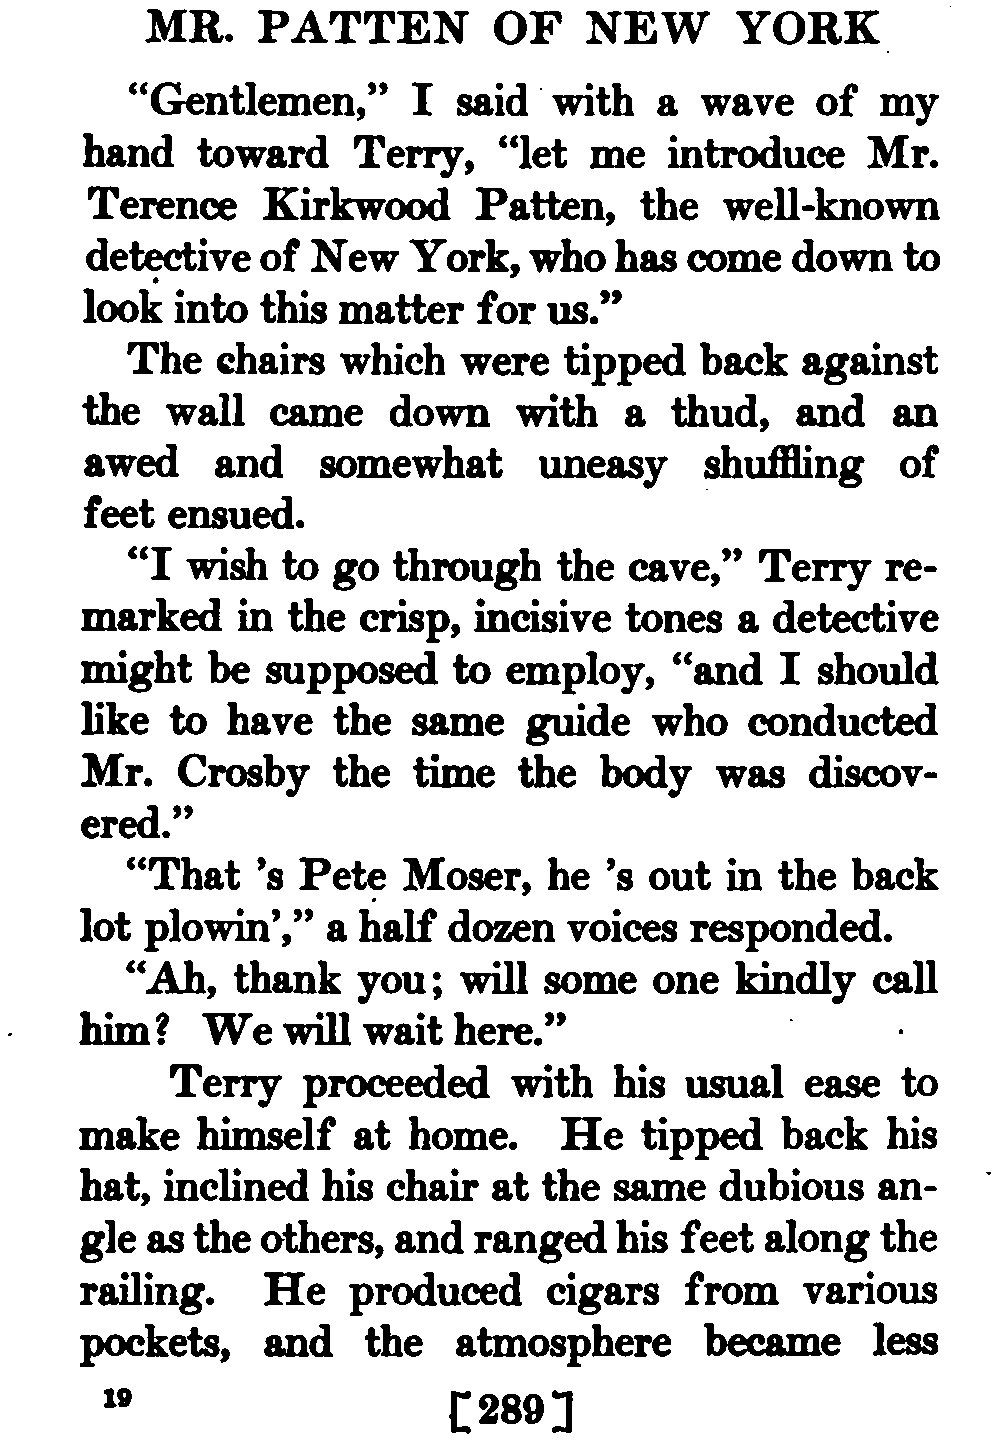 MR. PATTEN OF NEW YORK
“Gentlemen,” I said with a wave of my
hand toward Terry, “let me introduce Mr.
Terence Kirkwood Patten, the well-known
detective of New York, who has come down to
look into this matter for us.”
The chairs which were tipped back against
the wall came down with a thud, and an
awed and somewhat uneasy shuffling of
feet ensued.
“I wish to go through the cave,” Terry re-
marked in the crisp, incisive tones a detective
might be supposed to employ, “and I should
like to have the same guide who conducted
Mr. Crosby the time the body was discov-
ered.”
“That ’s Pete Moser, he ’s out in the back
lot plowin’,” a half dozen voices responded.
“Ah, thank you; will some one kindly call
him? We will wait here.”
Terry proceeded with his usual ease to
make himself at home. He tipped back his
hat, inclined his chair at the same dubious an-
gle as the others, and ranged his feet along the
railing. He produced cigars from various
pockets, and the atmosphere became less
19 [289]